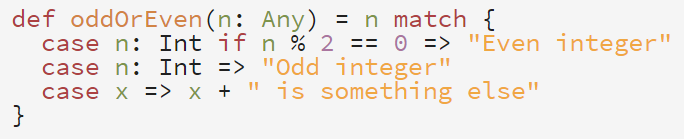 def oddOrEven(n: Any) = n match {
  case n: Int if n % 2 == 0 => "Even integer"
  case n: Int => "Odd integer"
  case x => x + " is something else"
}